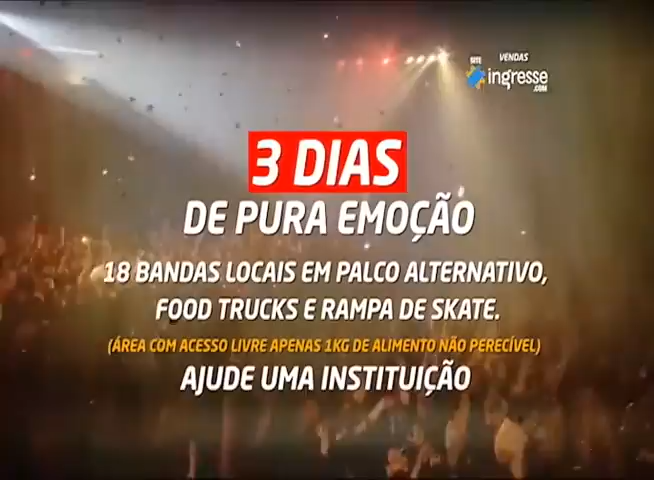 SITE VENDAS
ingresse
.COM
3 DIAS
DE PURA EMOÇÃO
18 BANDAS LOCAIS EM PALCO ALTERNATIVO,
FOOD TRUCKS E RAMPA DE SKATE.
(ÁREA COM ACESSO LIVRE APENAS 1KG DE ALIMENTO NÃO PERECÍVEL)
AJUDE UMA INSTITUIÇÃO